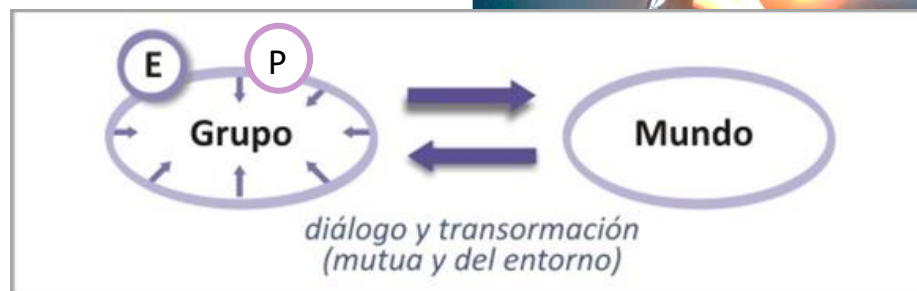 E
P
Grupo
Mundo
diálogo y transormación
(mutua y del entorno)